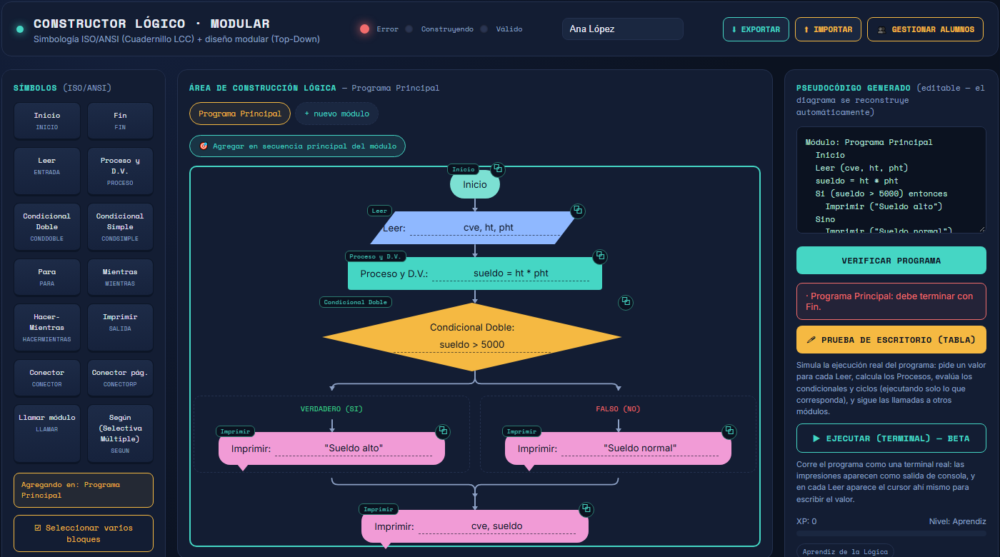 CONSTRUCTOR LÓGICO · MODULAR
Simbología ISO/ANSI (Cuadernillo LCC) + diseño modular (Top-Down)
Error
Construyendo
Válido
Ana López
⬇ EXPORTAR
⬆ IMPORTAR
GESTIONAR ALUMNOS
SÍMBOLOS (ISO/ANSI)
Inicio
INICIO
Fin
FIN
Leer
ENTRADA
Proceso y
D.V.
PROCESO
Condicional
Doble
CONDDOBLE
Condicional
Simple
CONDSIMPLE
Para
PARA
Mientras
MIENTRAS
Hacer-
Mientras
HACERMIENTRAS
Imprimir
SALIDA
Conector
CONECTOR
Conector pág.
CONECTORP
Llamar módulo
LLAMAR
Según
(Selectiva
Múltiple)
SEGUN
Agregando en: Programa
Principal
☑ Seleccionar varios
bloques
ÁREA DE CONSTRUCCIÓN LÓGICA — Programa Principal
Programa Principal
+ nuevo módulo
🎯 Agregar en secuencia principal del módulo
Inicio
Inicio
Leer
Leer: cve, ht, pht
Proceso y D.V.
Proceso y D.V.: sueldo = ht * pht
Condicional Doble
Condicional Doble:
sueldo > 5000
VERDADERO (SI)
Imprimir
Imprimir: "Sueldo alto"
FALSO (NO)
Imprimir
Imprimir: "Sueldo normal"
Imprimir
Imprimir: cve, sueldo
PSEUDOCÓDIGO GENERADO (editable — el
diagrama se reconstruye
automáticamente)
Módulo: Programa Principal
Inicio
Leer (cve, ht, pht)
sueldo = ht * pht
Si (sueldo > 5000) entonces
Imprimir ("Sueldo alto")
Sino
Imprimir ("Sueldo normal")
VERIFICAR PROGRAMA
· Programa Principal: debe terminar con
Fin.
PRUEBA DE ESCRITORIO (TABLA)
Simula la ejecución real del programa: pide un valor
para cada Leer, calcula los Procesos, evalúa los
condicionales y ciclos (ejecutando solo lo que
corresponda), y sigue las llamadas a otros
módulos.
▶ EJECUTAR (TERMINAL) — BETA
Corre el programa como una terminal real: las
impresiones aparecen como salida de consola, y
en cada Leer aparece el cursor ahí mismo para
escribir el valor.
XP: 0
Nivel: Aprendiz
Aprendiz de la Lógica